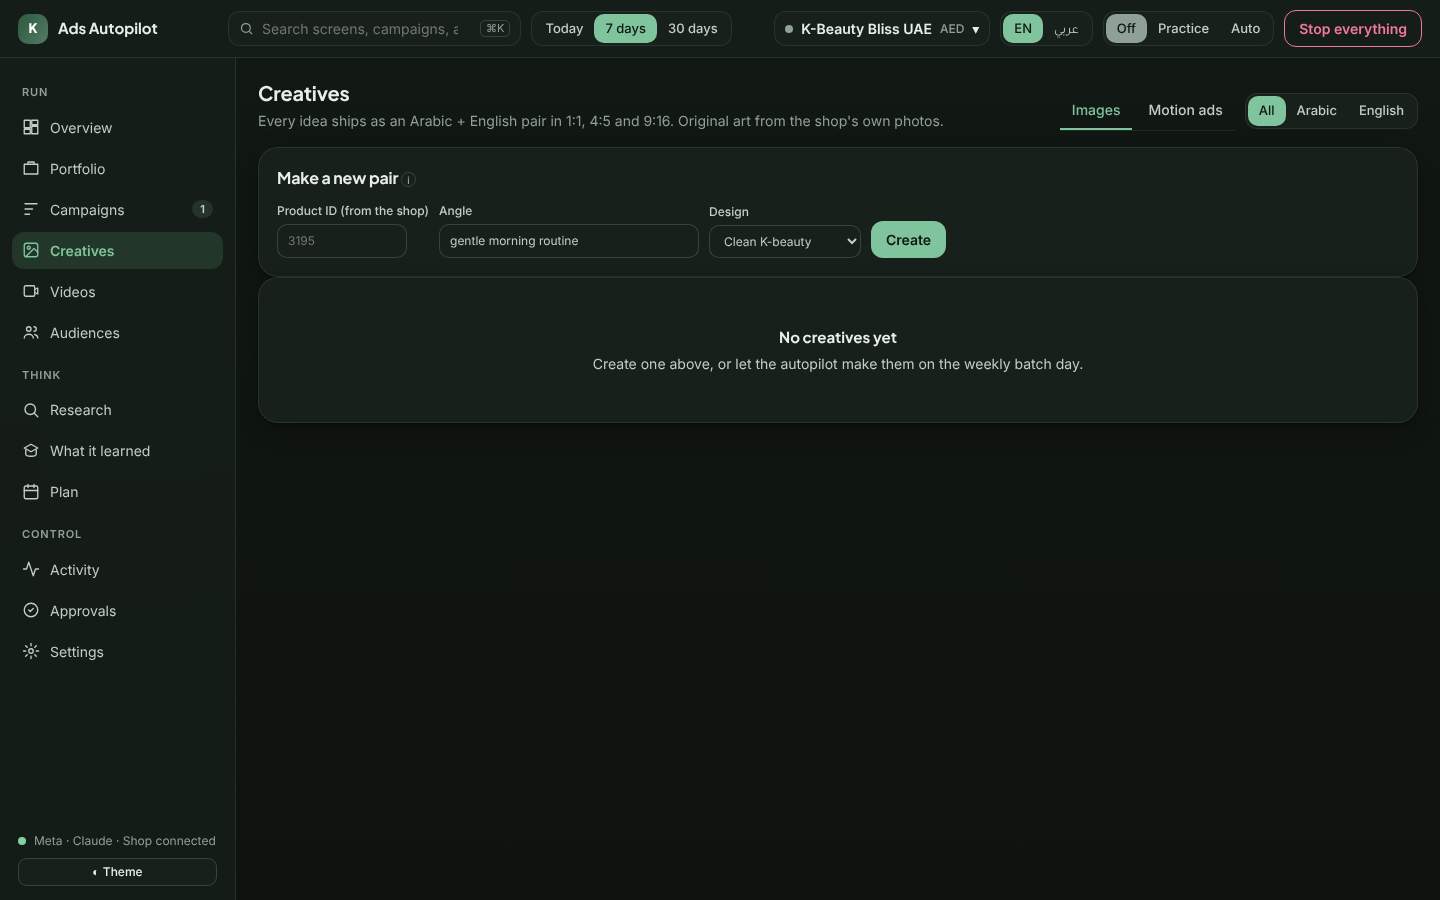 K Ads Autopilot
Search screens, campaigns, ⌘K
Today 7 days 30 days
K-Beauty Bliss UAE AED ▾
EN عربي
Off Practice Auto
Stop everything
RUN
Overview
Portfolio
Campaigns 1
Creatives
Videos
Audiences
THINK
Research
What it learned
Plan
CONTROL
Activity
Approvals
Settings
Meta · Claude · Shop connected
Theme
Creatives
Every idea ships as an Arabic + English pair in 1:1, 4:5 and 9:16. Original art from the shop's own photos.
Images Motion ads
All Arabic English
Make a new pair i
Product ID (from the shop) Angle Design
3195 gentle morning routine Clean K-beauty Create
No creatives yet
Create one above, or let the autopilot make them on the weekly batch day.